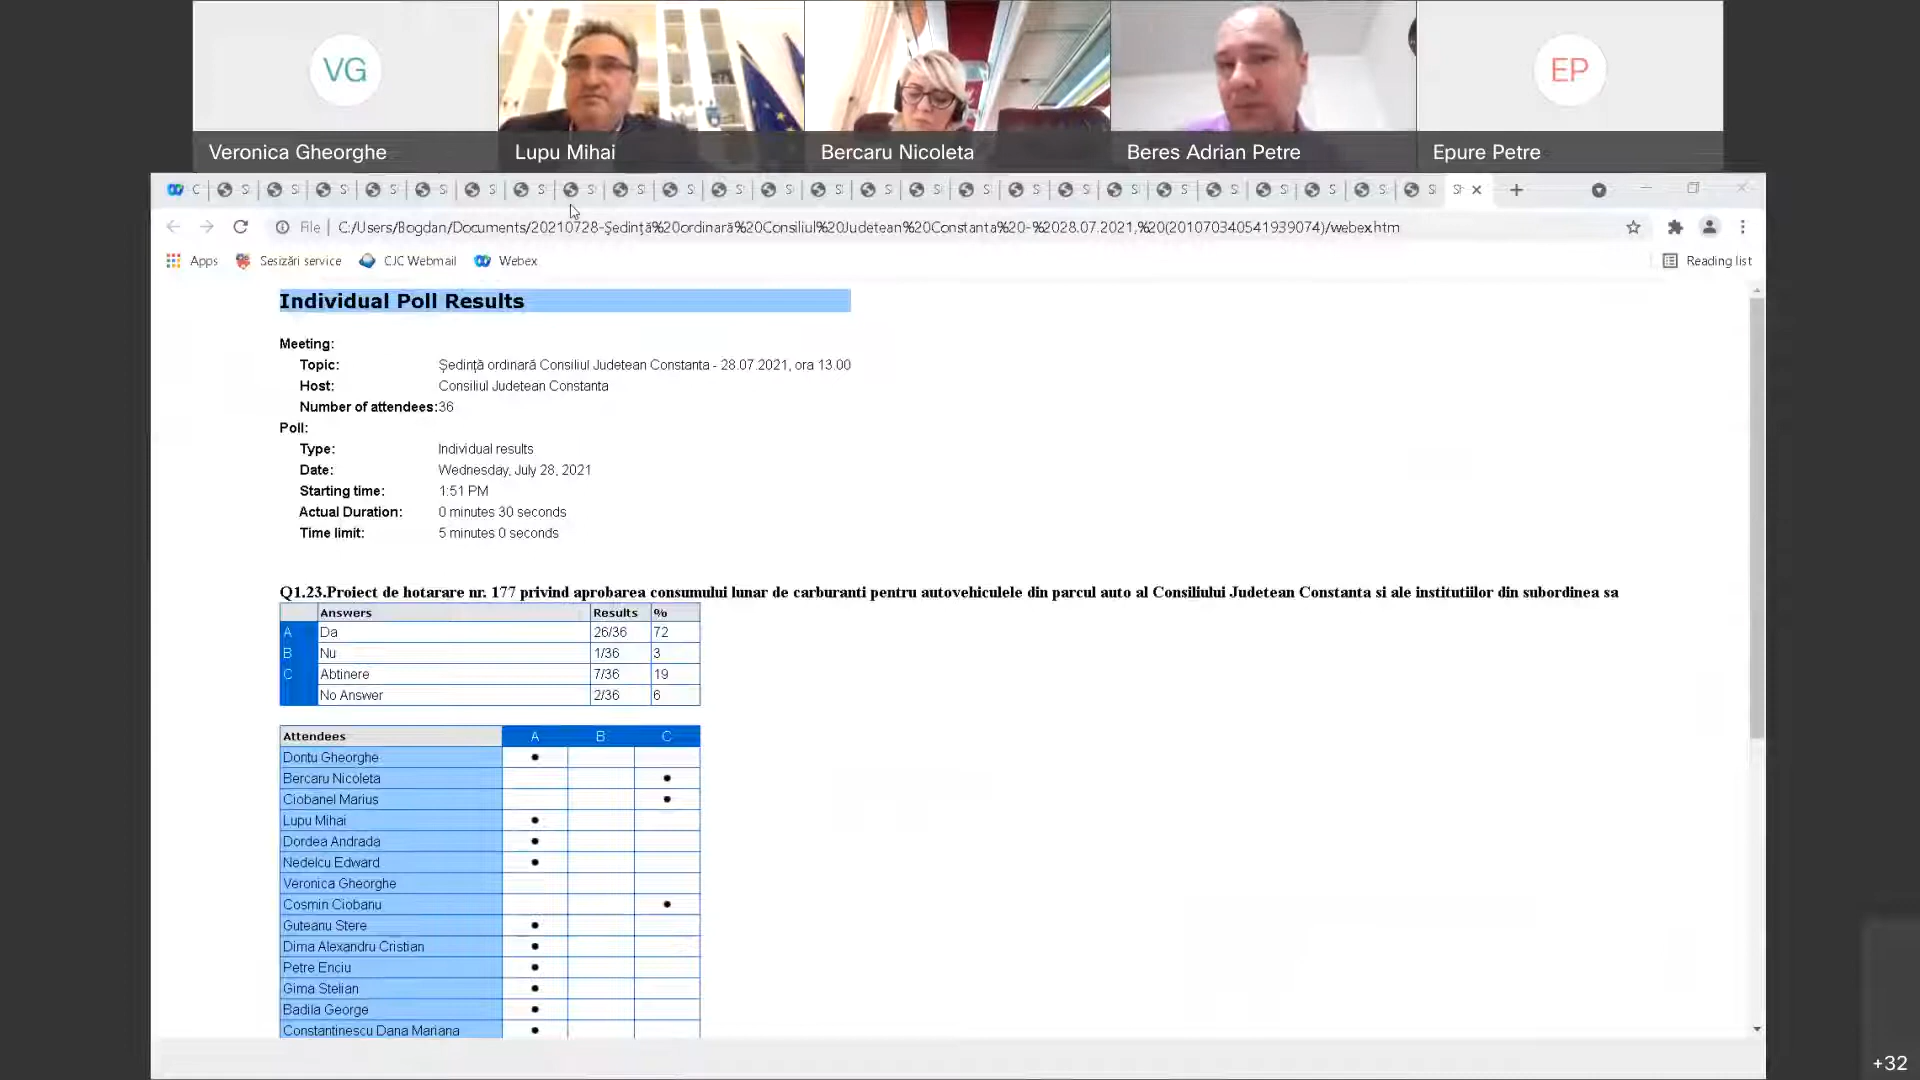 VG
EP
Veronica Gheorghe
Lupu Mihai
Bercaru Nicoleta
Beres Adrian Petre
Epure Petre
File
C:/Users/Bogdan/Documents/20210728-Şedinţă%20ordinară%20Consiliul%20Judetean%20Constanta%20-%2028.07.2021,%20(2010703405419390​74)/webex.htm
Apps
Sesizări service
CJC Webmail
Webex
Reading list
Individual Poll Results
Meeting:
Topic: Şedinţă ordinară Consiliul Judetean Constanta - 28.07.2021, ora 13.00
Host: Consiliul Judetean Constanta
Number of attendees: 36
Poll:
Type: Individual results
Date: Wednesday, July 28, 2021
Starting time: 1:51 PM
Actual Duration: 0 minutes 30 seconds
Time limit: 5 minutes 0 seconds
Q1.23.Proiect de hotarare nr. 177 privind aprobarea consumului lunar de carburanti pentru autovehiculele din parcul auto al Consiliului Judetean Constanta si ale institutiilor din subordinea sa
Answers Results %
A Da 26/36 72
B Nu 1/36 3
C Abtinere 7/36 19
No Answer 2/36 6
Attendees A B C
Dontu Gheorghe
Bercaru Nicoleta
Ciobanel Marius
Lupu Mihai
Dordea Andrada
Nedelcu Edward
Veronica Gheorghe
Cosmin Ciobanu
Guteanu Stere
Dima Alexandru Cristian
Petre Enciu
Gima Stelian
Badila George
Constantinescu Dana Mariana
+32